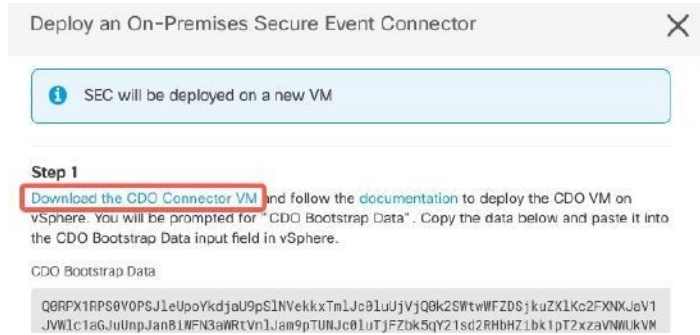 Deploy an On-Premises Secure Event Connector
SEC will be deployed on a new VM
Step 1
Download the CDO Connector VM and follow the documentation to deploy the CDO VM on
vSphere. You will be prompted for "CDO Bootstrap Data". Copy the data below and paste it into
the CDO Bootstrap Data input field in vSphere.
CDO Bootstrap Data